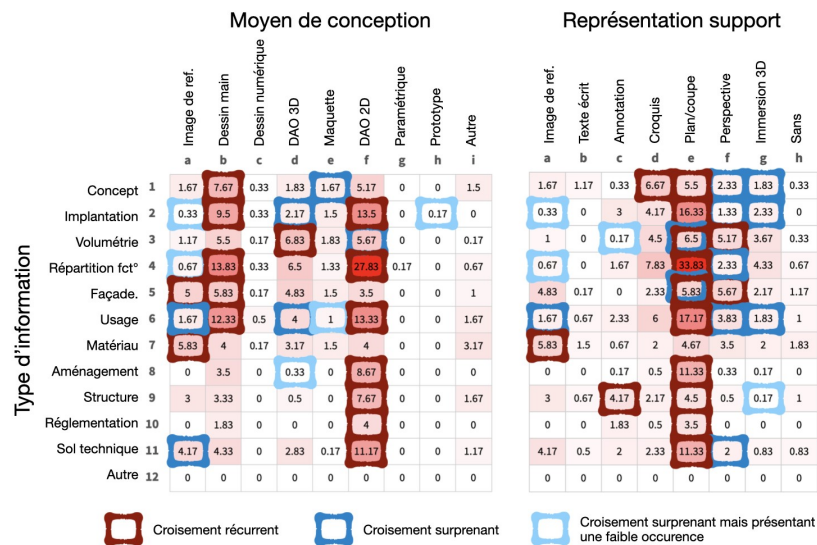 Moyen de conception Représentation support
Image de ref. Dessin main Dessin numérique DAO 3D Maquette DAO 2D Paramétrique Prototype Autre Image de ref. Texte écrit Annotation Croquis Plan/coupe Perspective Immersion 3D Sans
a b c d e f g h i a b c d e f g h
Type d'information
Concept 1 1.67 7.67 0.33 1.83 1.67 5.17 0 0 1.5 1.67 1.17 0.33 6.67 5.5 2.33 1.83 0.33
Implantation 2 0.33 9.5 0 2.17 1.5 13.5 0 0.17 0 0.33 0 3 4.17 16.33 1.33 2.33 0
Volumétrie 3 1.17 5.5 0.17 6.83 1.83 5.67 0 0 0.17 1 0 0.17 4.5 6.5 5.17 3.67 0.33
Répartition fct° 4 0.67 13.83 0.33 6.5 1.33 27.83 0.17 0 0.67 0.67 0 1.67 7.83 33.83 2.33 4.33 0.67
Façade. 5 5 5.83 0.17 4.83 1.5 3.5 0 0 1 4.83 0.17 0 2.33 5.83 5.67 2.17 1.17
Usage 6 1.67 12.33 0.5 4 1 13.33 0 0 1.67 1.67 0.67 2.33 6 17.17 3.83 1.83 1
Matériau 7 5.83 4 0.17 3.17 1.5 4 0 0 3.17 5.83 1.5 0.67 2 4.67 3.5 2 1.83
Aménagement 8 0 3.5 0 0.33 0 8.67 0 0 0 0 0 0.17 0.5 11.33 0.33 0.17 0
Structure 9 3 3.33 0 0.5 0 7.67 0 0 1.67 3 0.67 4.17 2.17 4.5 0.5 0.17 1
Réglementation 10 0 1.83 0 0 0 4 0 0 0 0 0 1.83 0.5 3.5 0 0 0
Sol technique 11 4.17 4.33 0 2.83 0.17 11.17 0 0 1.17 4.17 0.5 2 2.33 11.33 2 0.83 0.83
Autre 12 0 0 0 0 0 0 0 0 0 0 0 0 0 0 0 0 0
Croisement récurrent Croisement surprenant Croisement surprenant mais présentant
une faible occurence